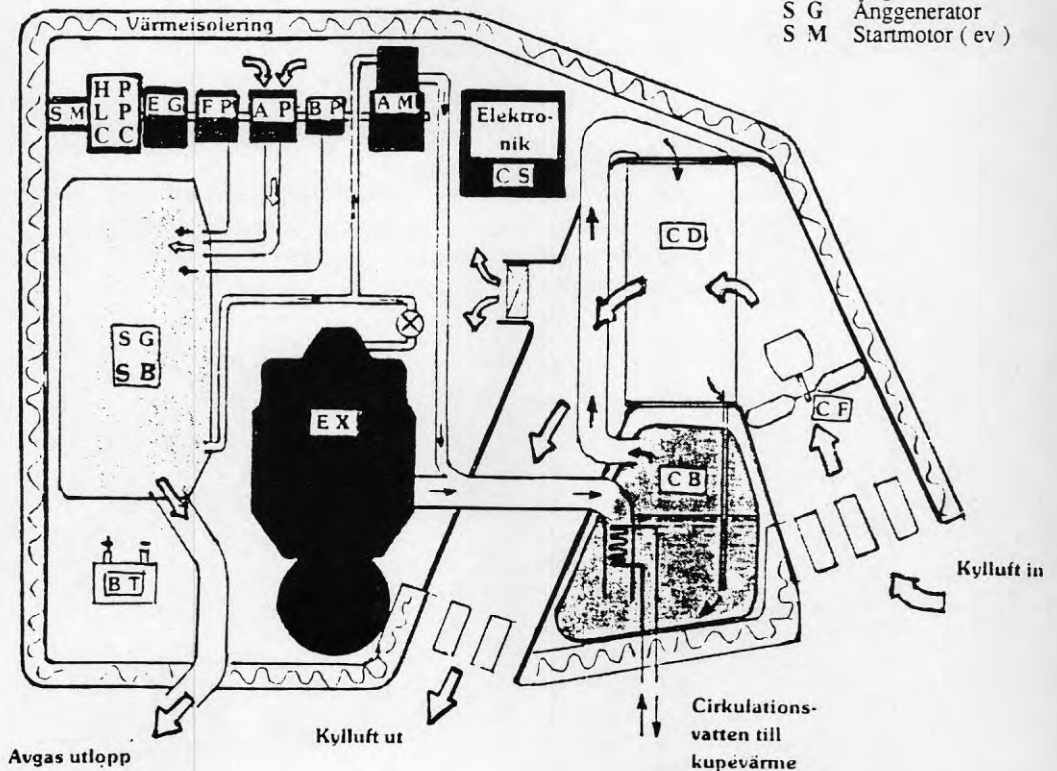 S G Ånggenerator
S M Startmotor ( ev )
Värmeisolering
S M
H P
L P
C C
E G
F P
A P
B P
A M
Elektro-
nik
C S
C D
S G
S B
E X
C F
C B
B T
Kylluft in
Kylluft ut
Avgas utlopp
Cirkulations-
vatten till
kupévärme